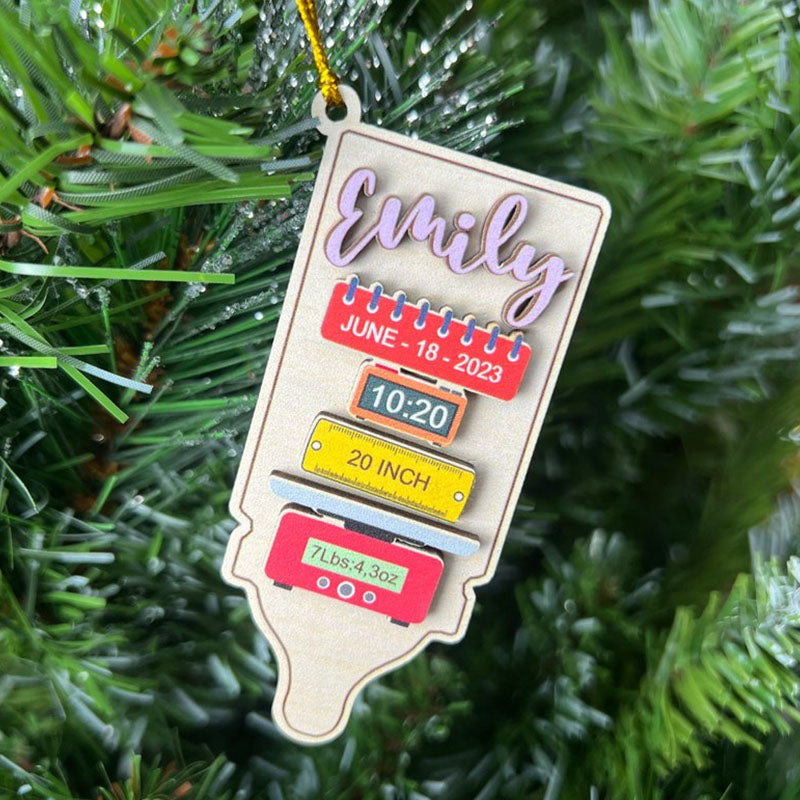 Emily
JUNE - 18 - 2023
10:20
20 INCH
7Lbs:4,3oz